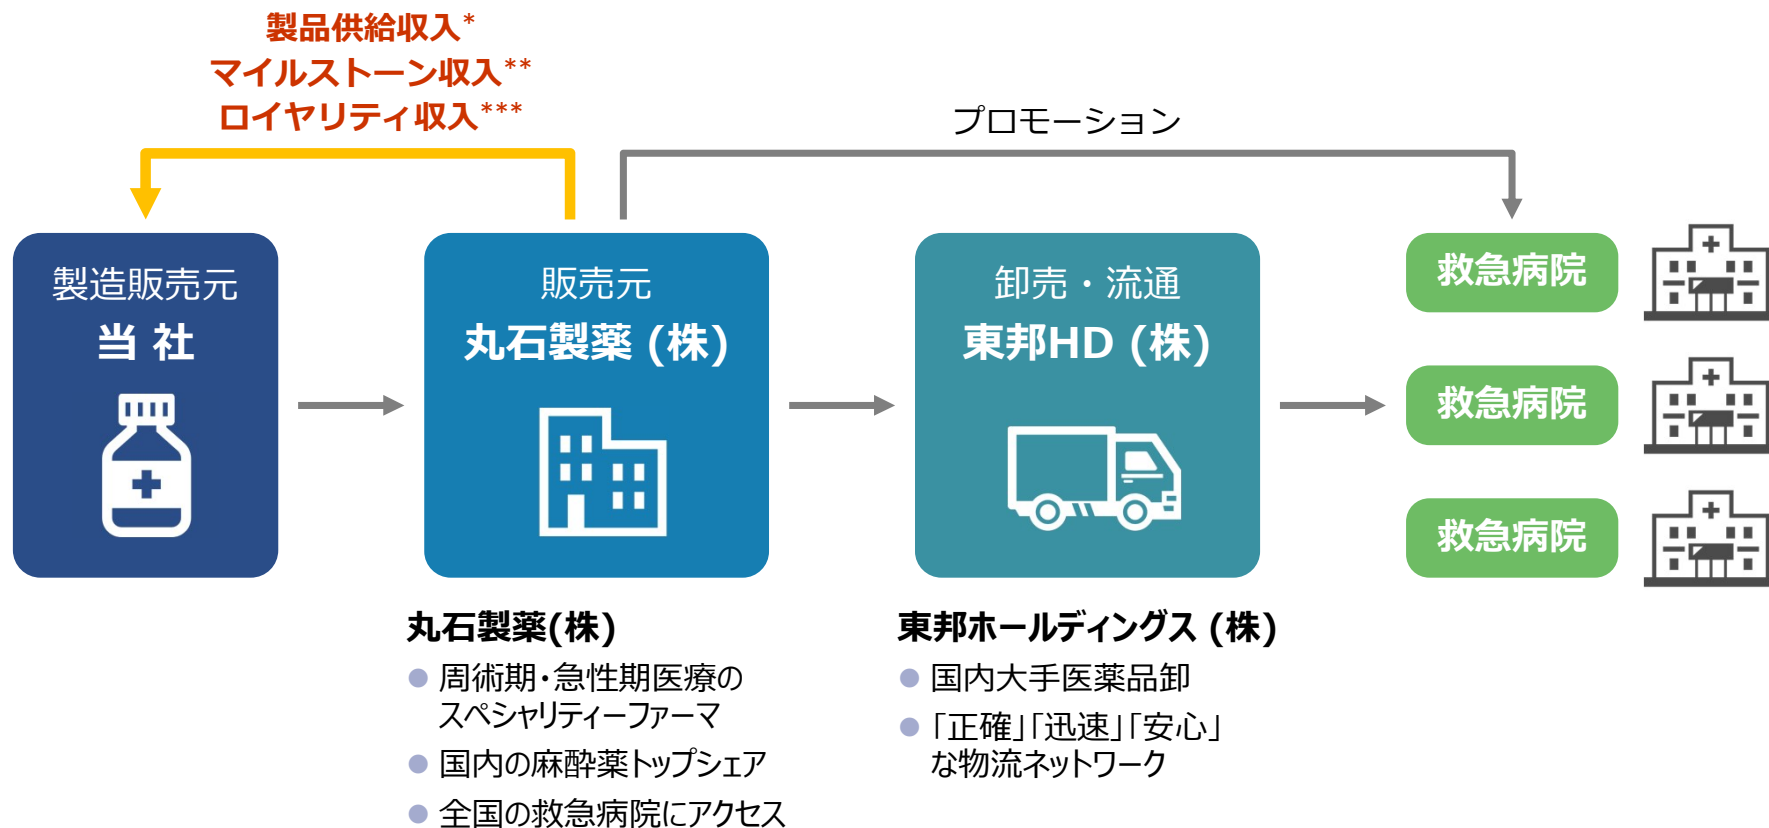 製品供給収入*
マイルストーン収入**
ロイヤリティ収入***
プロモーション
製造販売元
当 社
販売元
丸石製薬 (株)
卸売・流通
東邦HD (株)
救急病院
救急病院
救急病院
丸石製薬(株)
周術期・急性期医療の
スペシャリティーファーマ
国内の麻酔薬トップシェア
全国の救急病院にアクセス
東邦ホールディングス (株)
国内大手医薬品卸
「正確」「迅速」「安心」
な物流ネットワーク